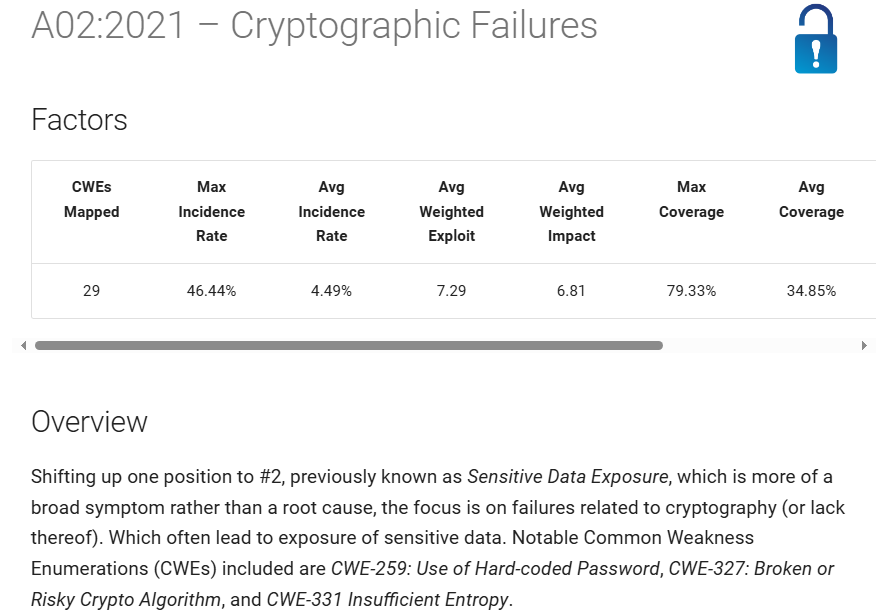 A02:2021 – Cryptographic Failures
Factors
CWEs Mapped Max Incidence Rate Avg Incidence Rate Avg Weighted Exploit Avg Weighted Impact Max Coverage Avg Coverage
29 46.44% 4.49% 7.29 6.81 79.33% 34.85%
Overview
Shifting up one position to #2, previously known as Sensitive Data Exposure, which is more of a
broad symptom rather than a root cause, the focus is on failures related to cryptography (or lack
thereof). Which often lead to exposure of sensitive data. Notable Common Weakness
Enumerations (CWEs) included are CWE-259: Use of Hard-coded Password, CWE-327: Broken or
Risky Crypto Algorithm, and CWE-331 Insufficient Entropy.